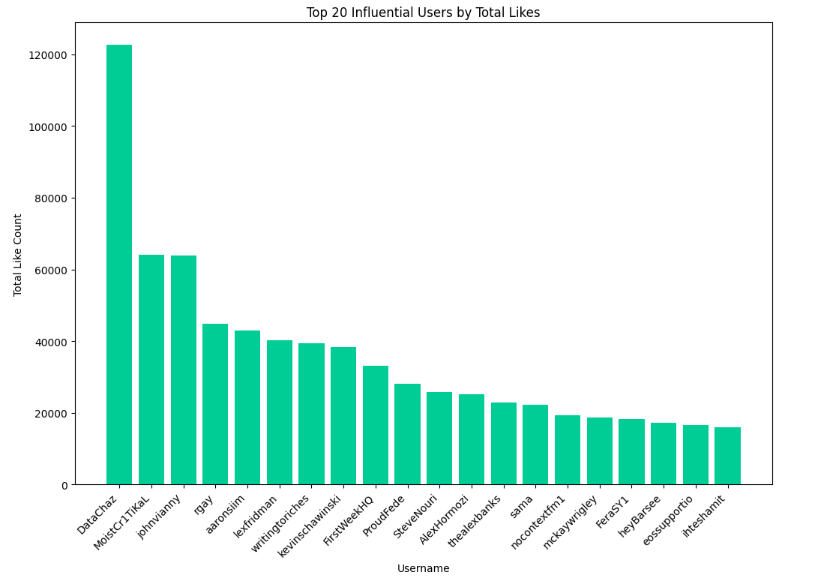 Top 20 Influential Users by Total Likes
120000
100000
80000
60000
40000
20000
0
Total Like Count
DataChaz
MoistCr1TiKaL
johnvianny
rgay
aaronsiim
lexfridman
writingtoriches
kevinschawinski
FirstWeekHQ
ProudFede
SteveNouri
AlexHormozi
thealexbanks
sama
nocontextfm1
mckaywrigley
FeraSY1
heyBarsee
eossupportio
ihteshamit
Username